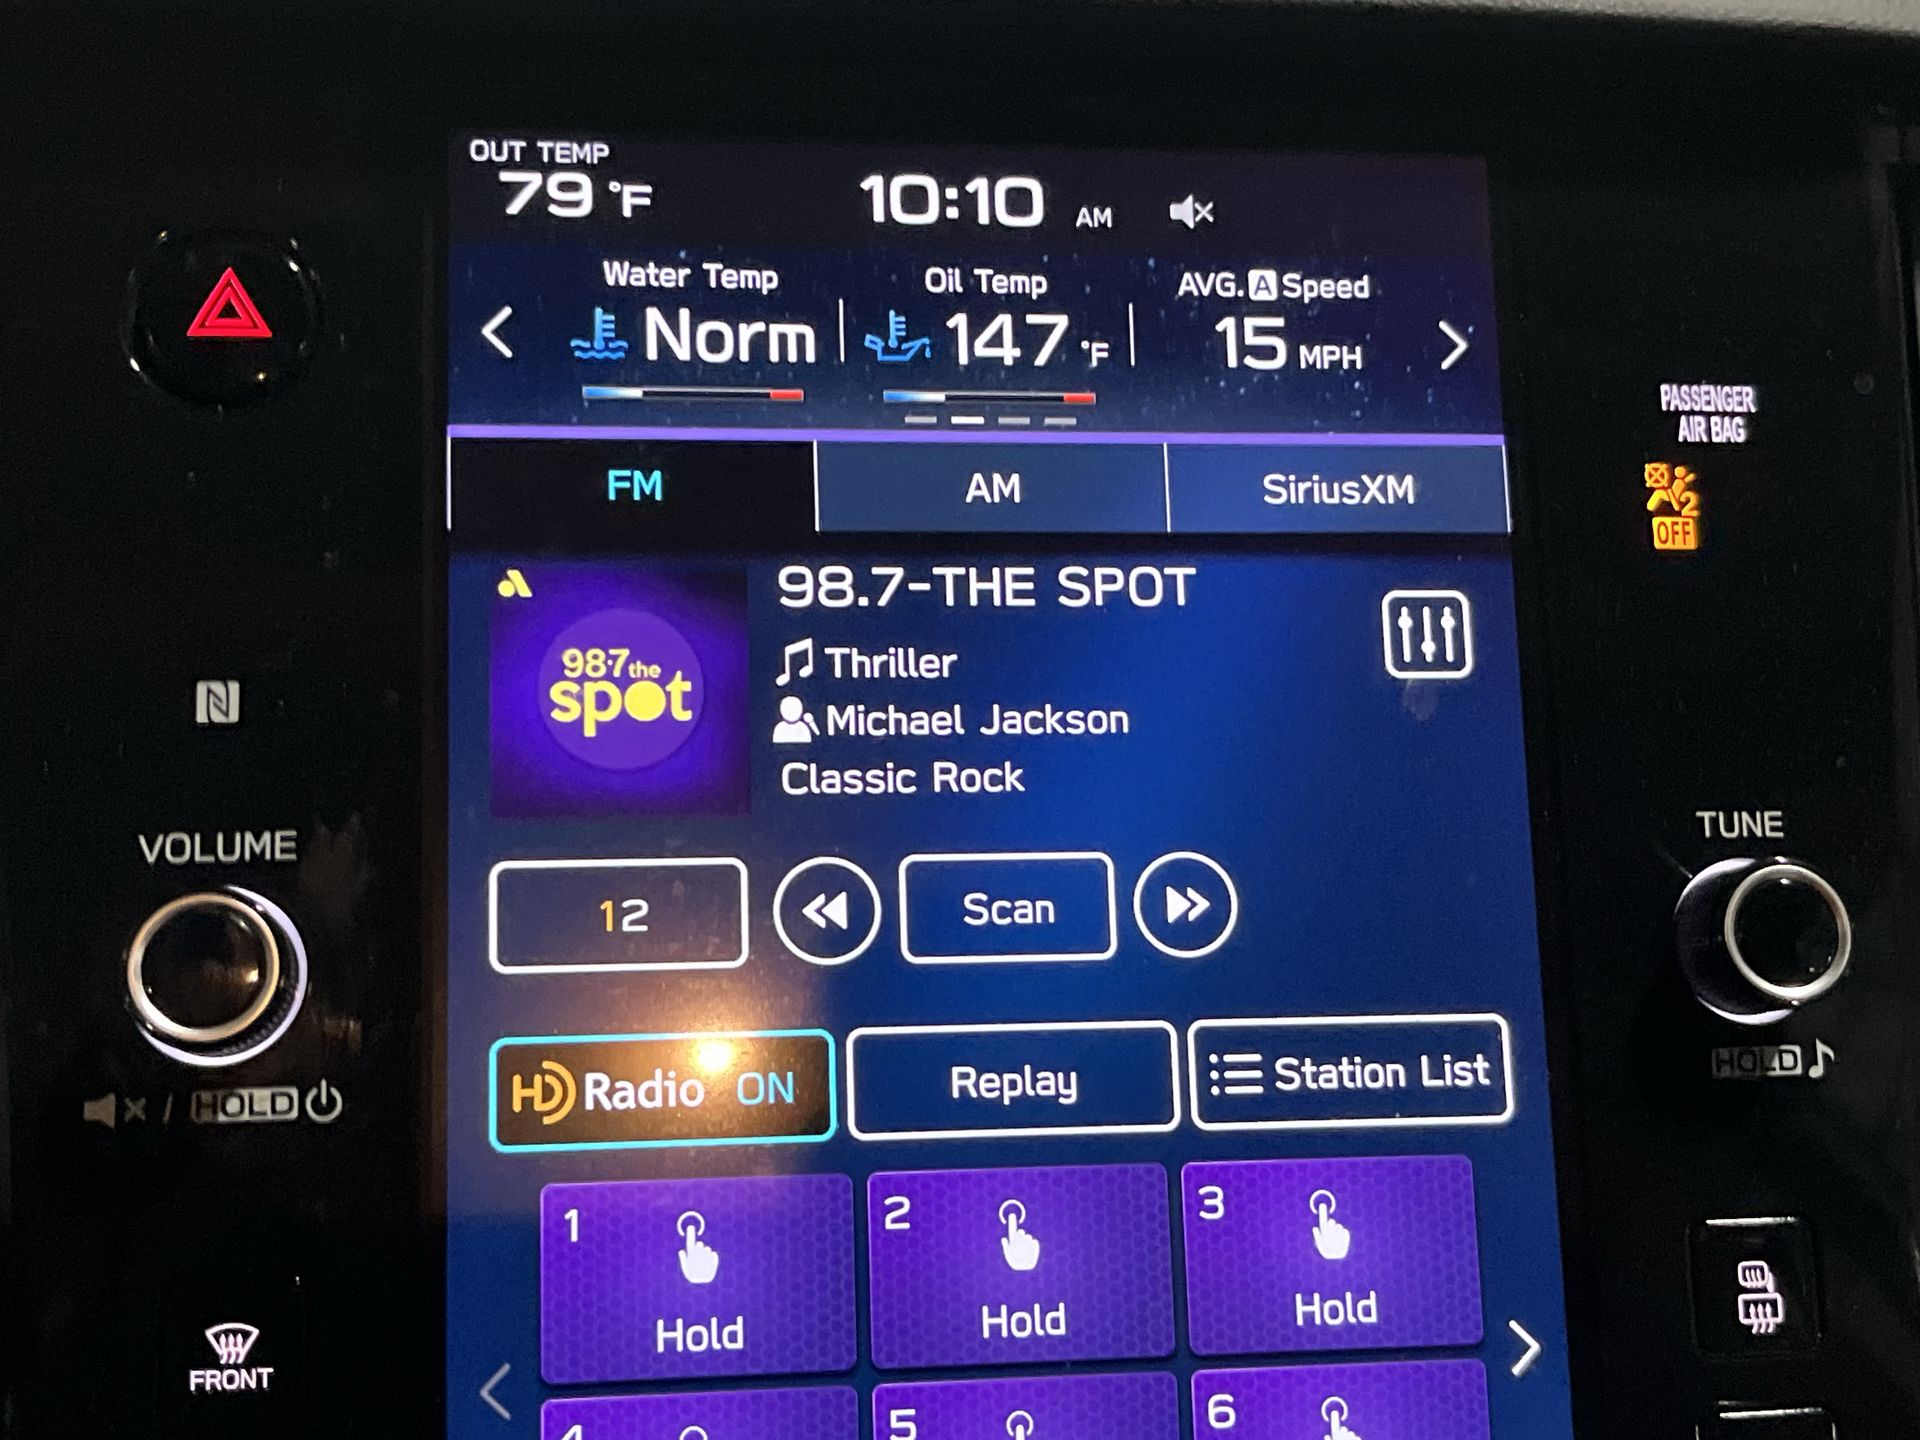 OUT TEMP
79 °F
10:10 AM
Water Temp
Norm
Oil Temp
147 °F
AVG. A Speed
15 MPH
PASSENGER
AIR BAG
2
OFF
FM
AM
SiriusXM
98.7-THE SPOT
Thriller
Michael Jackson
Classic Rock
98.7 the
spot
VOLUME
TUNE
12
Scan
HD Radio ON
Replay
Station List
/ HOLD
HOLD
1
Hold
2
Hold
3
Hold
FRONT
4
5
6